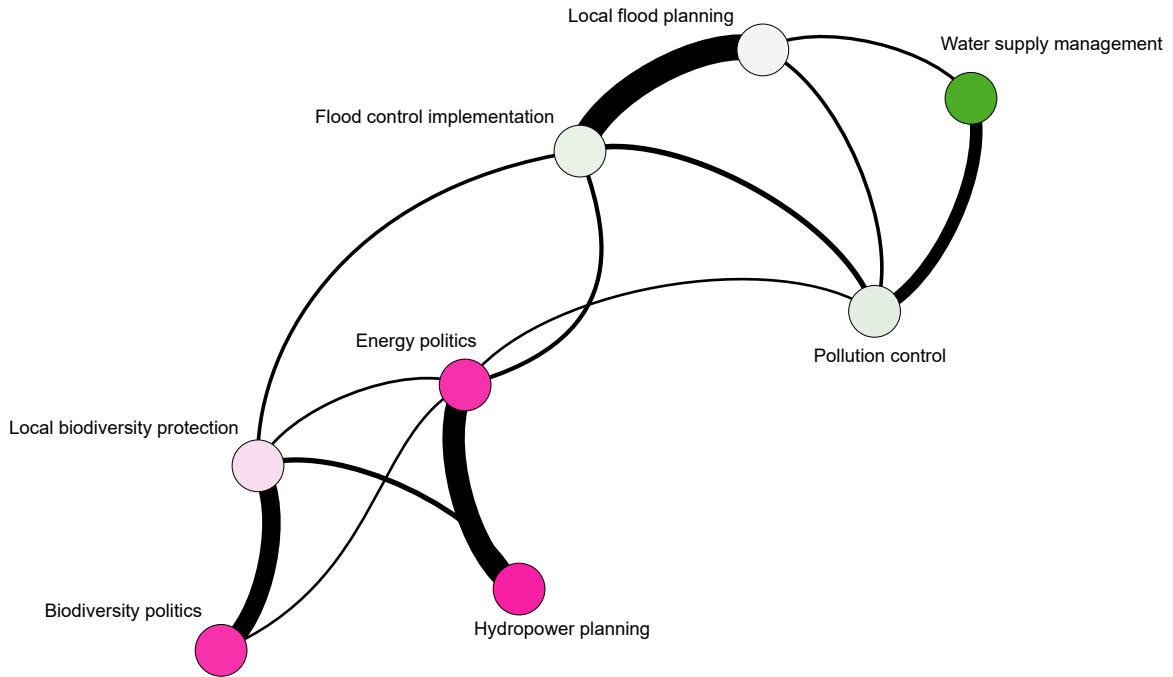 Local flood planning
Water supply management
Flood control implementation
Energy politics
Pollution control
Local biodiversity protection
Biodiversity politics
Hydropower planning